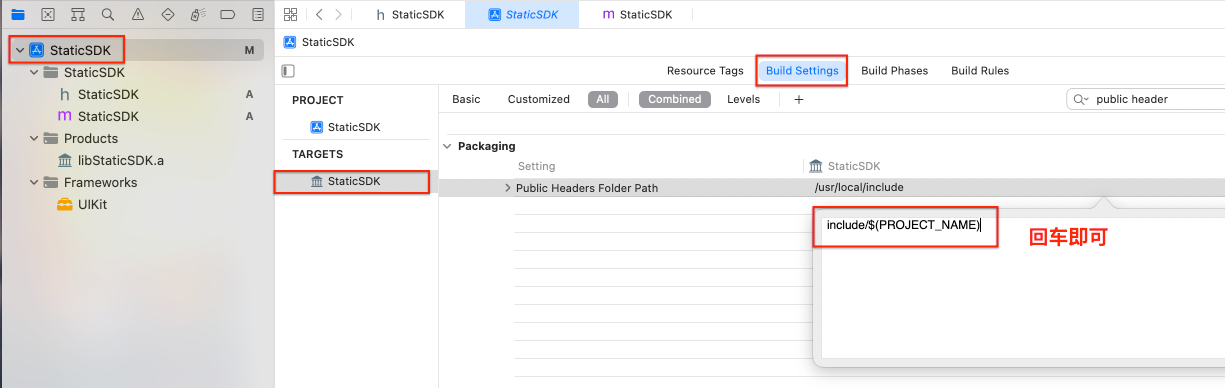 StaticSDK
StaticSDK
StaticSDK
StaticSDK M
Resource Tags Build Settings Build Phases Build Rules
StaticSDK
Basic Customized All Combined Levels + public header
h StaticSDK A
PROJECT
m StaticSDK A
StaticSDK
Products
Packaging
TARGETS
libStaticSDK.a
Setting StaticSDK
Frameworks
StaticSDK
Public Headers Folder Path /usr/local/include
UIKit
include/$(PROJECT_NAME)
回车即可
h StaticSDK
StaticSDK
m StaticSDK